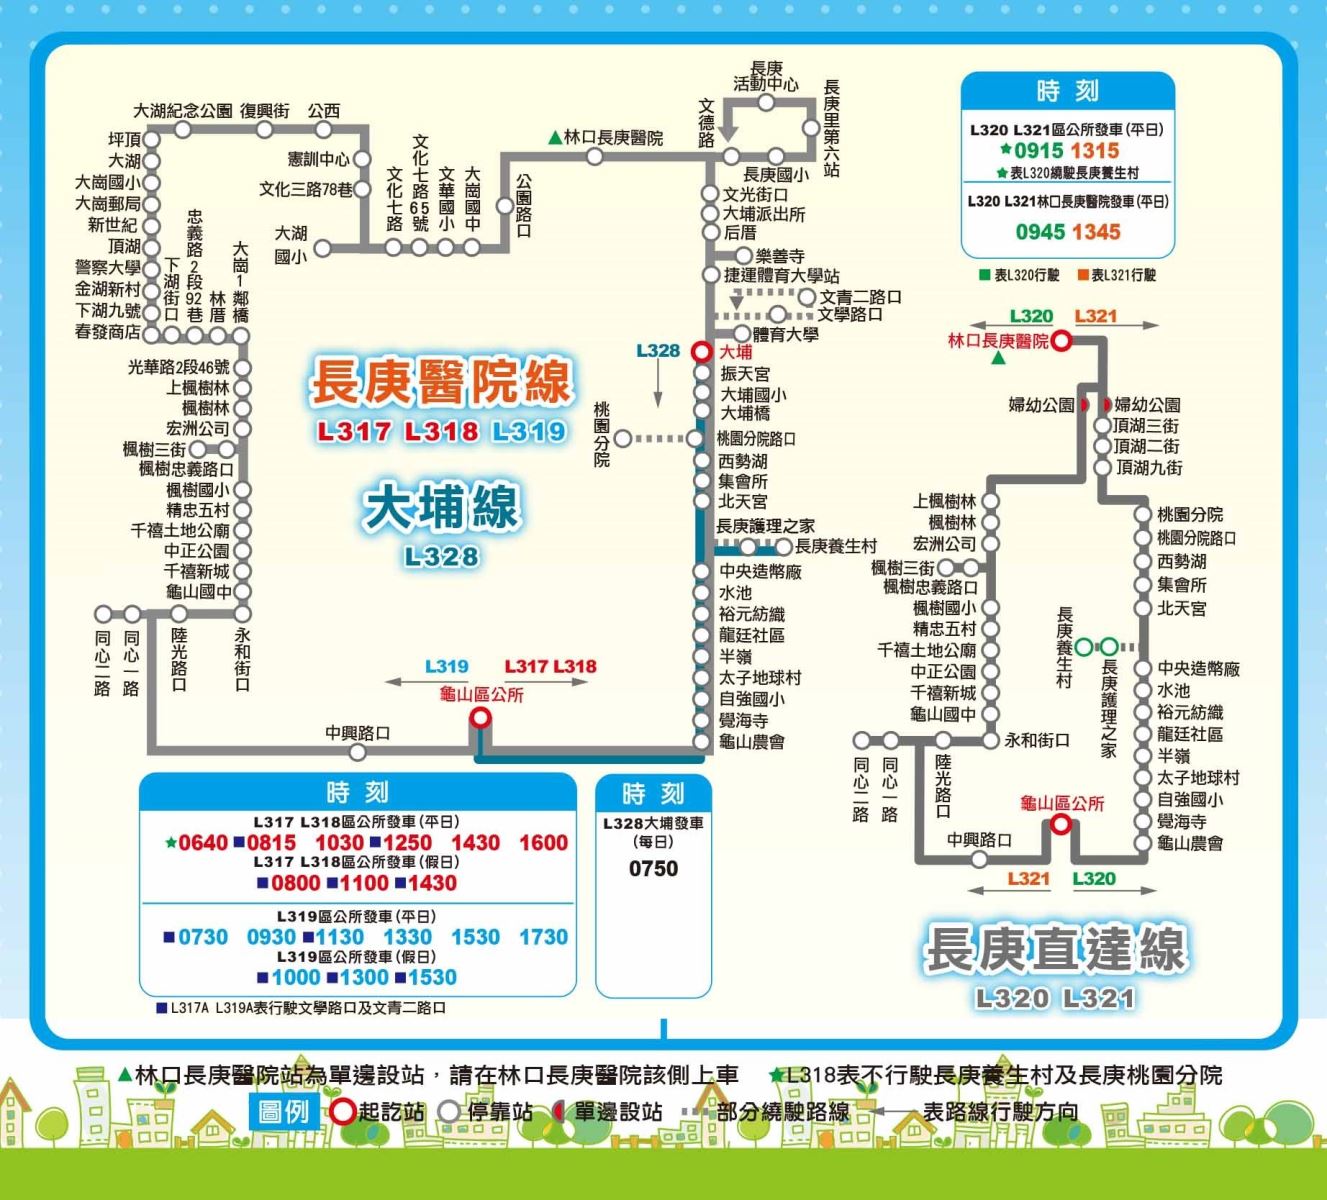 長庚醫院線
L317 L318 L319
大埔線
L328
大湖紀念公園
復興街
公西
坪頂
大湖
大崗國小
大崗郵局
新世紀
頂湖
警察大學
金湖新村
下湖九號
春發商店
下湖街口
忠義路2段92巷
林厝
大崗1鄰橋
憲訓中心
文化三路78巷
大湖
國小
文化七路
文化七路65號
文華國小
大崗國中
公園路口
▲林口長庚醫院
文德路
長庚
活動中心
長庚里第六站
長庚國小
文光街口
大埔派出所
后厝
樂善寺
捷運體育大學站
文青二路口
文學路口
體育大學
L328
大埔
振天宮
大埔國小
大埔橋
桃園分院
桃園分院路口
西勢湖
集會所
北天宮
長庚護理之家
長庚養生村
中央造幣廠
水池
裕元紡織
龍廷社區
半嶺
太子地球村
自強國小
覺海寺
龜山農會
光華路2段46號
上楓樹林
楓樹林
宏洲公司
楓樹三街
楓樹忠義路口
楓樹國小
精忠五村
千禧土地公廟
中正公園
千禧新城
龜山國中
同心二路
同心一路
陸光路口
永和街口
中興路口
L319
L317 L318
龜山區公所
時刻
L317 L318區公所發車(平日)
★0640 ■0815 1030 ■1250 1430 1600
L317 L318區公所發車(假日)
■0800 ■1100 ■1430
L319區公所發車(平日)
■0730 0930 ■1130 1330 1530 1730
L319區公所發車(假日)
■1000 ■1300 ■1530
■L317A L319A表行駛文學路口及文青二路口
時刻
L328大埔發車
(每日)
0750
時刻
L320 L321區公所發車(平日)
★0915 1315
★表L320繞駛長庚養生村
L320 L321林口長庚醫院發車(平日)
0945 1345
■表L320行駛 ■表L321行駛
L320 L321
林口長庚醫院
▲
婦幼公園
婦幼公園
頂湖三街
頂湖二街
頂湖九街
上楓樹林
楓樹林
宏洲公司
楓樹三街
楓樹忠義路口
楓樹國小
精忠五村
千禧土地公廟
中正公園
千禧新城
龜山國中
同心二路
同心一路
陸光路口
永和街口
中興路口
龜山區公所
L321 L320
桃園分院
桃園分院路口
西勢湖
集會所
北天宮
長庚養生村
長庚護理之家
中央造幣廠
水池
裕元紡織
龍廷社區
半嶺
太子地球村
自強國小
覺海寺
龜山農會
長庚直達線
L320 L321
▲林口長庚醫院站為單邊設站，請在林口長庚醫院該側上車 ★L318表不行駛長庚養生村及長庚桃園分院
圖例 起訖站 停靠站 單邊設站 部分繞駛路線 表路線行駛方向